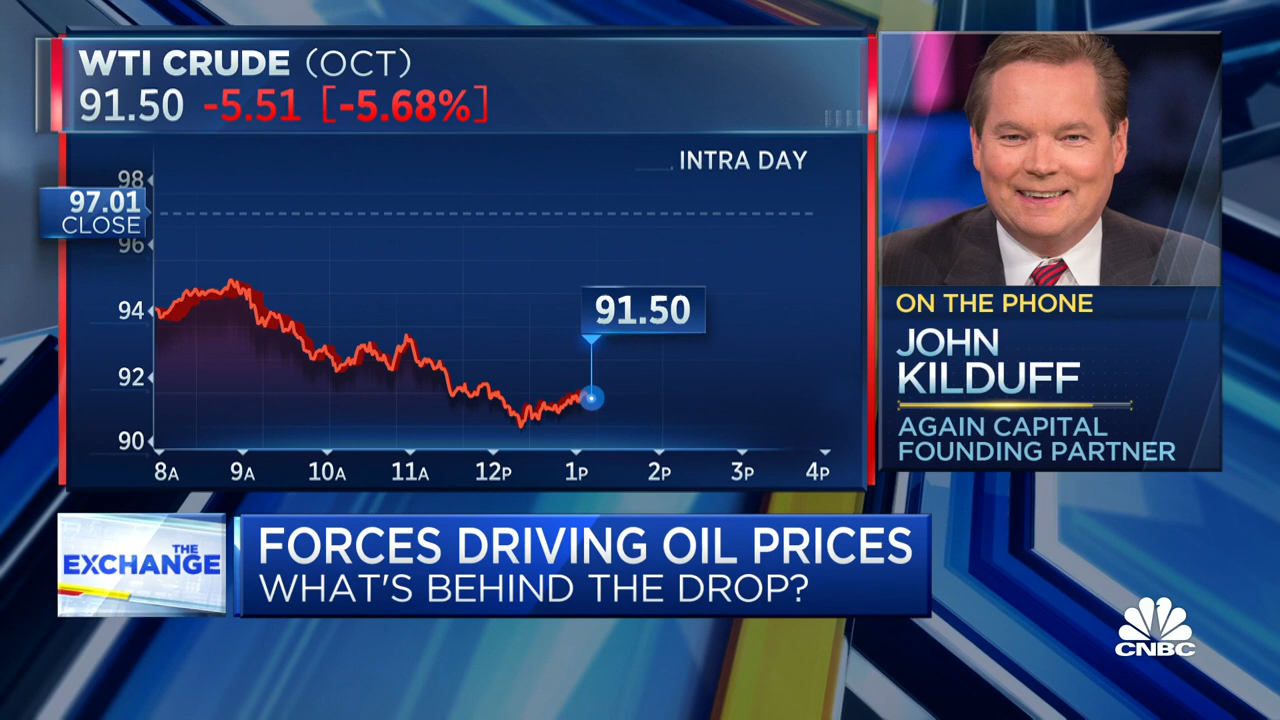 WTI CRUDE (OCT)
91.50 -5.51 [-5.68%]
INTRA DAY
98
97.01
CLOSE
96
94
92
90
91.50
8A 9A 10A 11A 12P 1P 2P 3P 4P
ON THE PHONE
JOHN
KILDUFF
AGAIN CAPITAL
FOUNDING PARTNER
THE
EXCHANGE
FORCES DRIVING OIL PRICES
WHAT'S BEHIND THE DROP?
CNBC